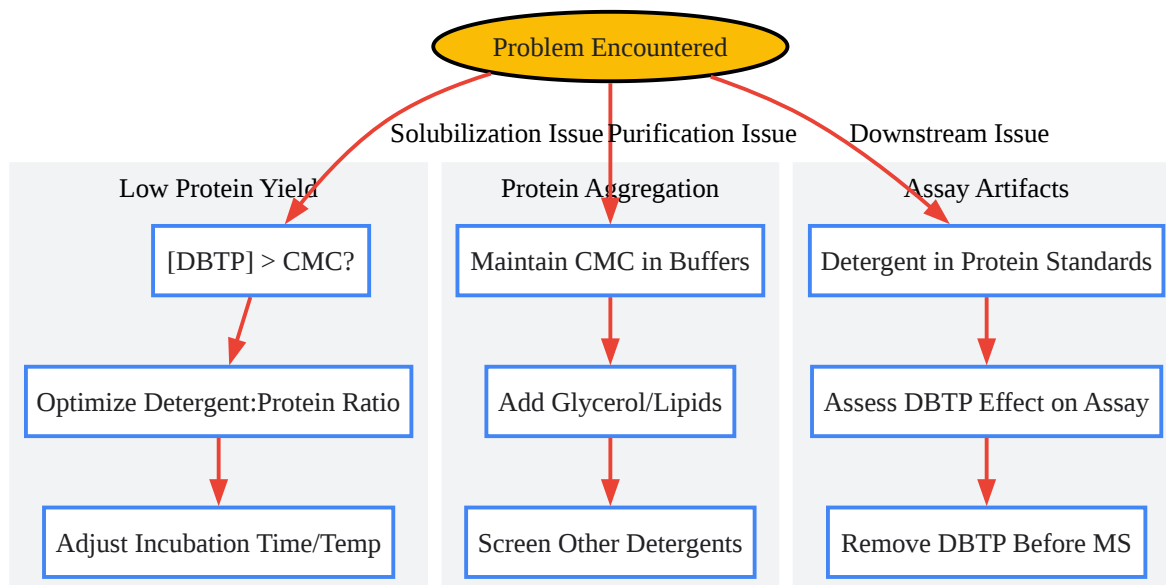 Problem Encountered
Solubilization Issue
Purification Issue
Downstream Issue
Low Protein Yield
[DBTP] > CMC?
Optimize Detergent:Protein Ratio
Adjust Incubation Time/Temp
Protein Aggregation
Maintain CMC in Buffers
Add Glycerol/Lipids
Screen Other Detergents
Assay Artifacts
Detergent in Protein Standards
Assess DBTP Effect on Assay
Remove DBTP Before MS